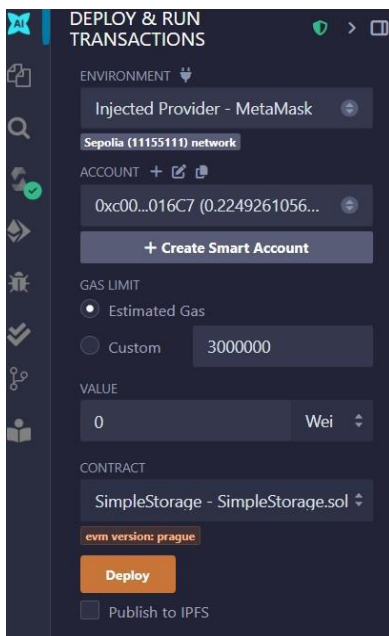 AI
DEPLOY & RUN
TRANSACTIONS
ENVIRONMENT
Injected Provider - MetaMask
Sepolia (11155111) network
ACCOUNT
0xc00...016C7 (0.2249261056...
+ Create Smart Account
GAS LIMIT
Estimated Gas
Custom 3000000
VALUE
0 Wei
CONTRACT
SimpleStorage - SimpleStorage.sol
evm version: prague
Deploy
Publish to IPFS